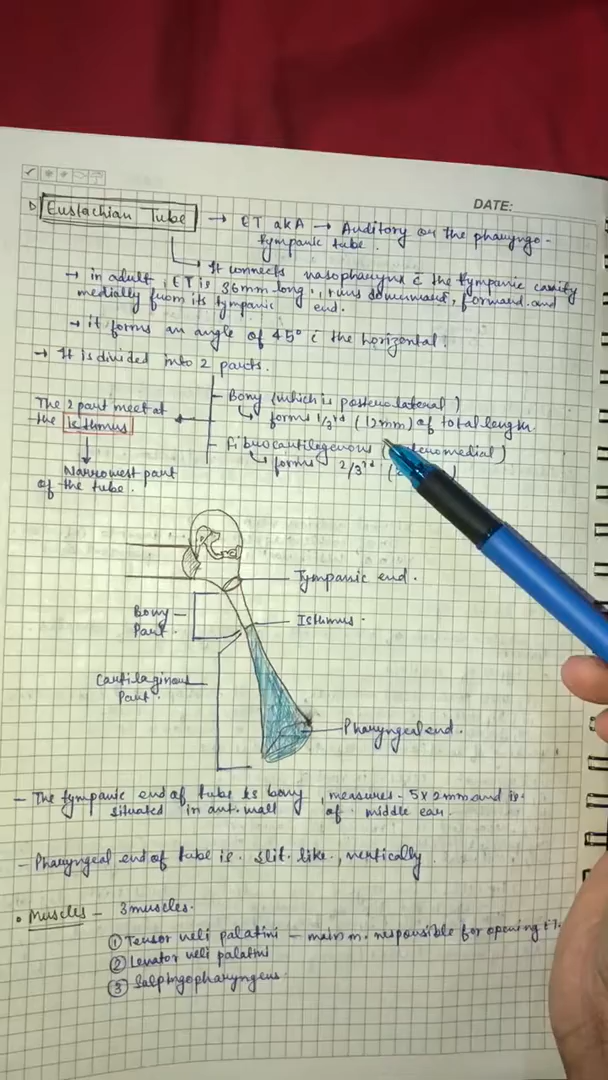 DATE:
1) Eustachian Tube → ET aKA → Auditory or the pharyngo-
tympanic tube.
It connects nasopharynx c̄ the tympanic cavity
→ in adult, ET is 36mm long, runs downward, forward and
medially from its tympanic end.
→ it forms an angle of 45° c̄ the horizontal.
→ It is divided into 2 parts.
Bony (which is posterolateral)
forms 1/3rd (12mm) of total length.
The 2 part meet at
the isthmus
Fibrocartilagenous
forms 2/3rd
Narrowest part
of the tube.
Tympanic end.
Bony
Part.
Isthmus.
Cartilaginous
Part.
Pharyngeal end.
- The tympanic end of tube is bony, measures - 5 x 2mm and is
situated in ant. wall of middle ear.
- Pharyngeal end of tube is slit like, vertically
• Muscles - 3 muscles.
① Tensor veli palatini - main m. responsible for opening ET.
② Levator veli palatini
③ Salpingopharyngeus.